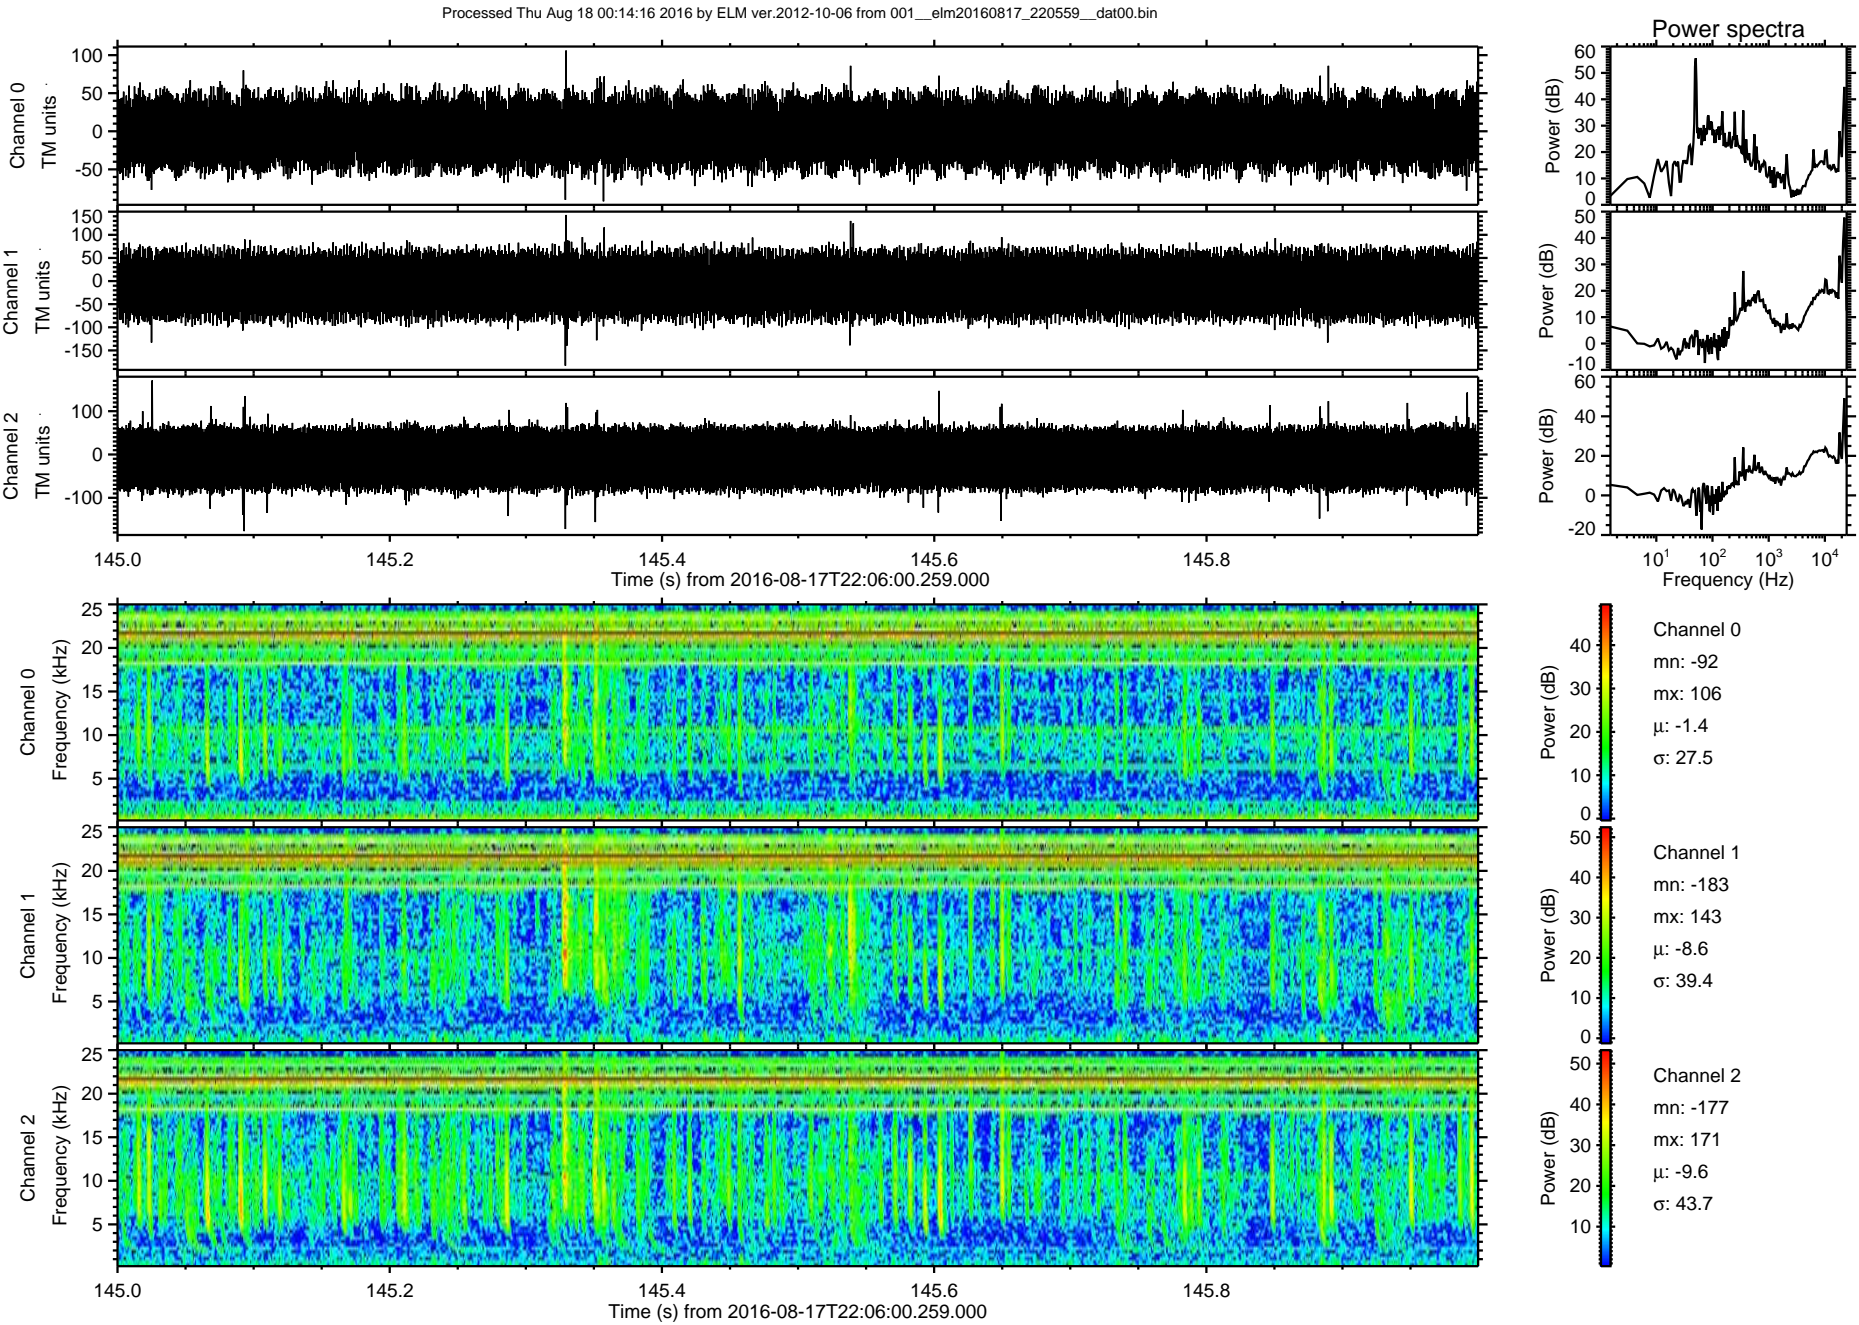 Processed Thu Aug 18 00:14:16 2016 by ELM ver.2012-10-06 from 001__elm20160817_220559__dat00.bin
Power spectra
Channel 0
TM units
100
50
0
-50
Power (dB)
60
50
40
30
20
10
0
Channel 1
TM units
150
100
50
0
-50
-100
-150
Power (dB)
50
40
30
20
10
0
-10
Channel 2
TM units
100
0
-100
Power (dB)
60
40
20
0
-20
145.0 145.2 145.4 145.6 145.8
Time (s) from 2016-08-17T22:06:00.259.000
10^1 10^2 10^3 10^4
Frequency (Hz)
Channel 0
Frequency (kHz)
25
20
15
10
5
Power (dB)
40
30
20
10
0
Channel 0
mn: -92
mx: 106
µ: -1.4
σ: 27.5
Channel 1
Frequency (kHz)
25
20
15
10
5
Power (dB)
50
40
30
20
10
0
Channel 1
mn: -183
mx: 143
µ: -8.6
σ: 39.4
Channel 2
Frequency (kHz)
25
20
15
10
5
Power (dB)
50
40
30
20
10
Channel 2
mn: -177
mx: 171
µ: -9.6
σ: 43.7
145.0 145.2 145.4 145.6 145.8
Time (s) from 2016-08-17T22:06:00.259.000